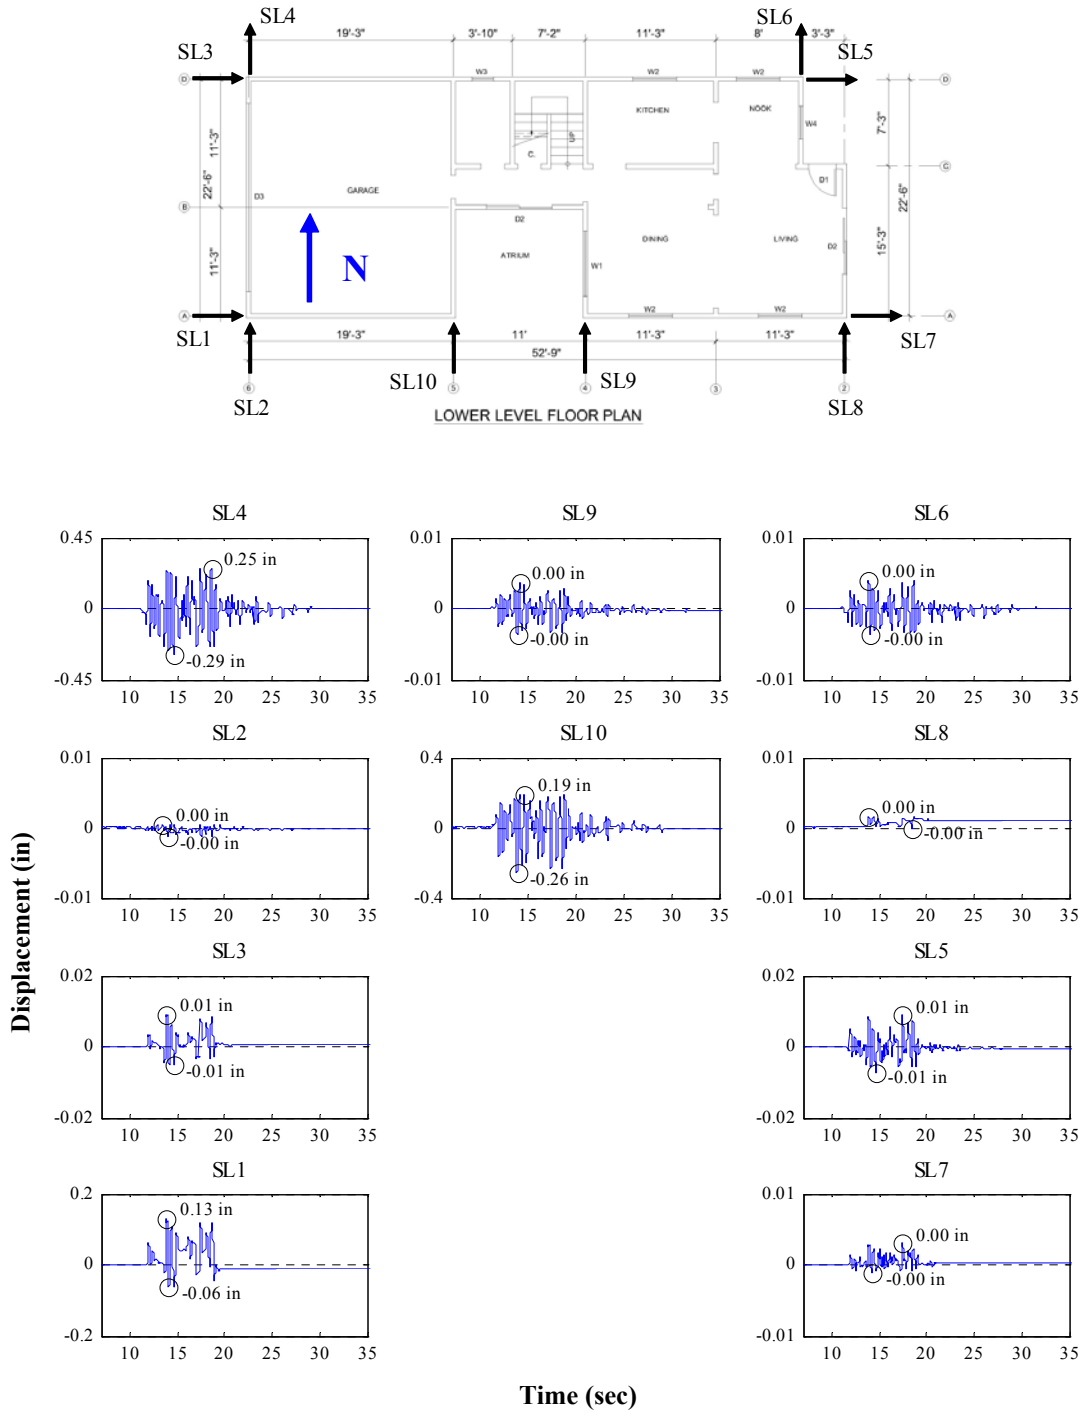 SL4
SL6
19'-3"
3'-10"
7'-2"
11'-3"
8'
3'-3"
SL3
SL5
D
W3
W2
W2
D
KITCHEN
NOOK
W4
7'-3"
11'-3"
UP
C.
G
D1
22'-6"
D3
GARAGE
22'-6"
B
D2
DINING
LIVING
D2
15'-3"
N
ATRIUM
W1
11'-3"
W2
W2
A
A
SL1
SL7
19'-3"
11'
11'-3"
11'-3"
52'-9"
SL10
SL9
6
5
4
3
2
SL2
SL8
LOWER LEVEL FLOOR PLAN
SL4
SL9
SL6
0.45
0
-0.45
0.25 in
-0.29 in
0.01
0
-0.01
0.00 in
-0.00 in
0.01
0
-0.01
0.00 in
-0.00 in
10 15 20 25 30 35
10 15 20 25 30 35
10 15 20 25 30 35
SL2
SL10
SL8
0.01
0
-0.01
0.00 in
-0.00 in
0.4
0
-0.4
0.19 in
-0.26 in
0.01
0
-0.01
0.00 in
-0.00 in
10 15 20 25 30 35
10 15 20 25 30 35
10 15 20 25 30 35
SL3
SL5
0.02
0
-0.02
0.01 in
-0.01 in
0.02
0
-0.02
0.01 in
-0.01 in
10 15 20 25 30 35
10 15 20 25 30 35
SL1
SL7
0.2
0
-0.2
0.13 in
-0.06 in
0.01
0
-0.01
0.00 in
-0.00 in
10 15 20 25 30 35
10 15 20 25 30 35
Displacement (in)
Time (sec)